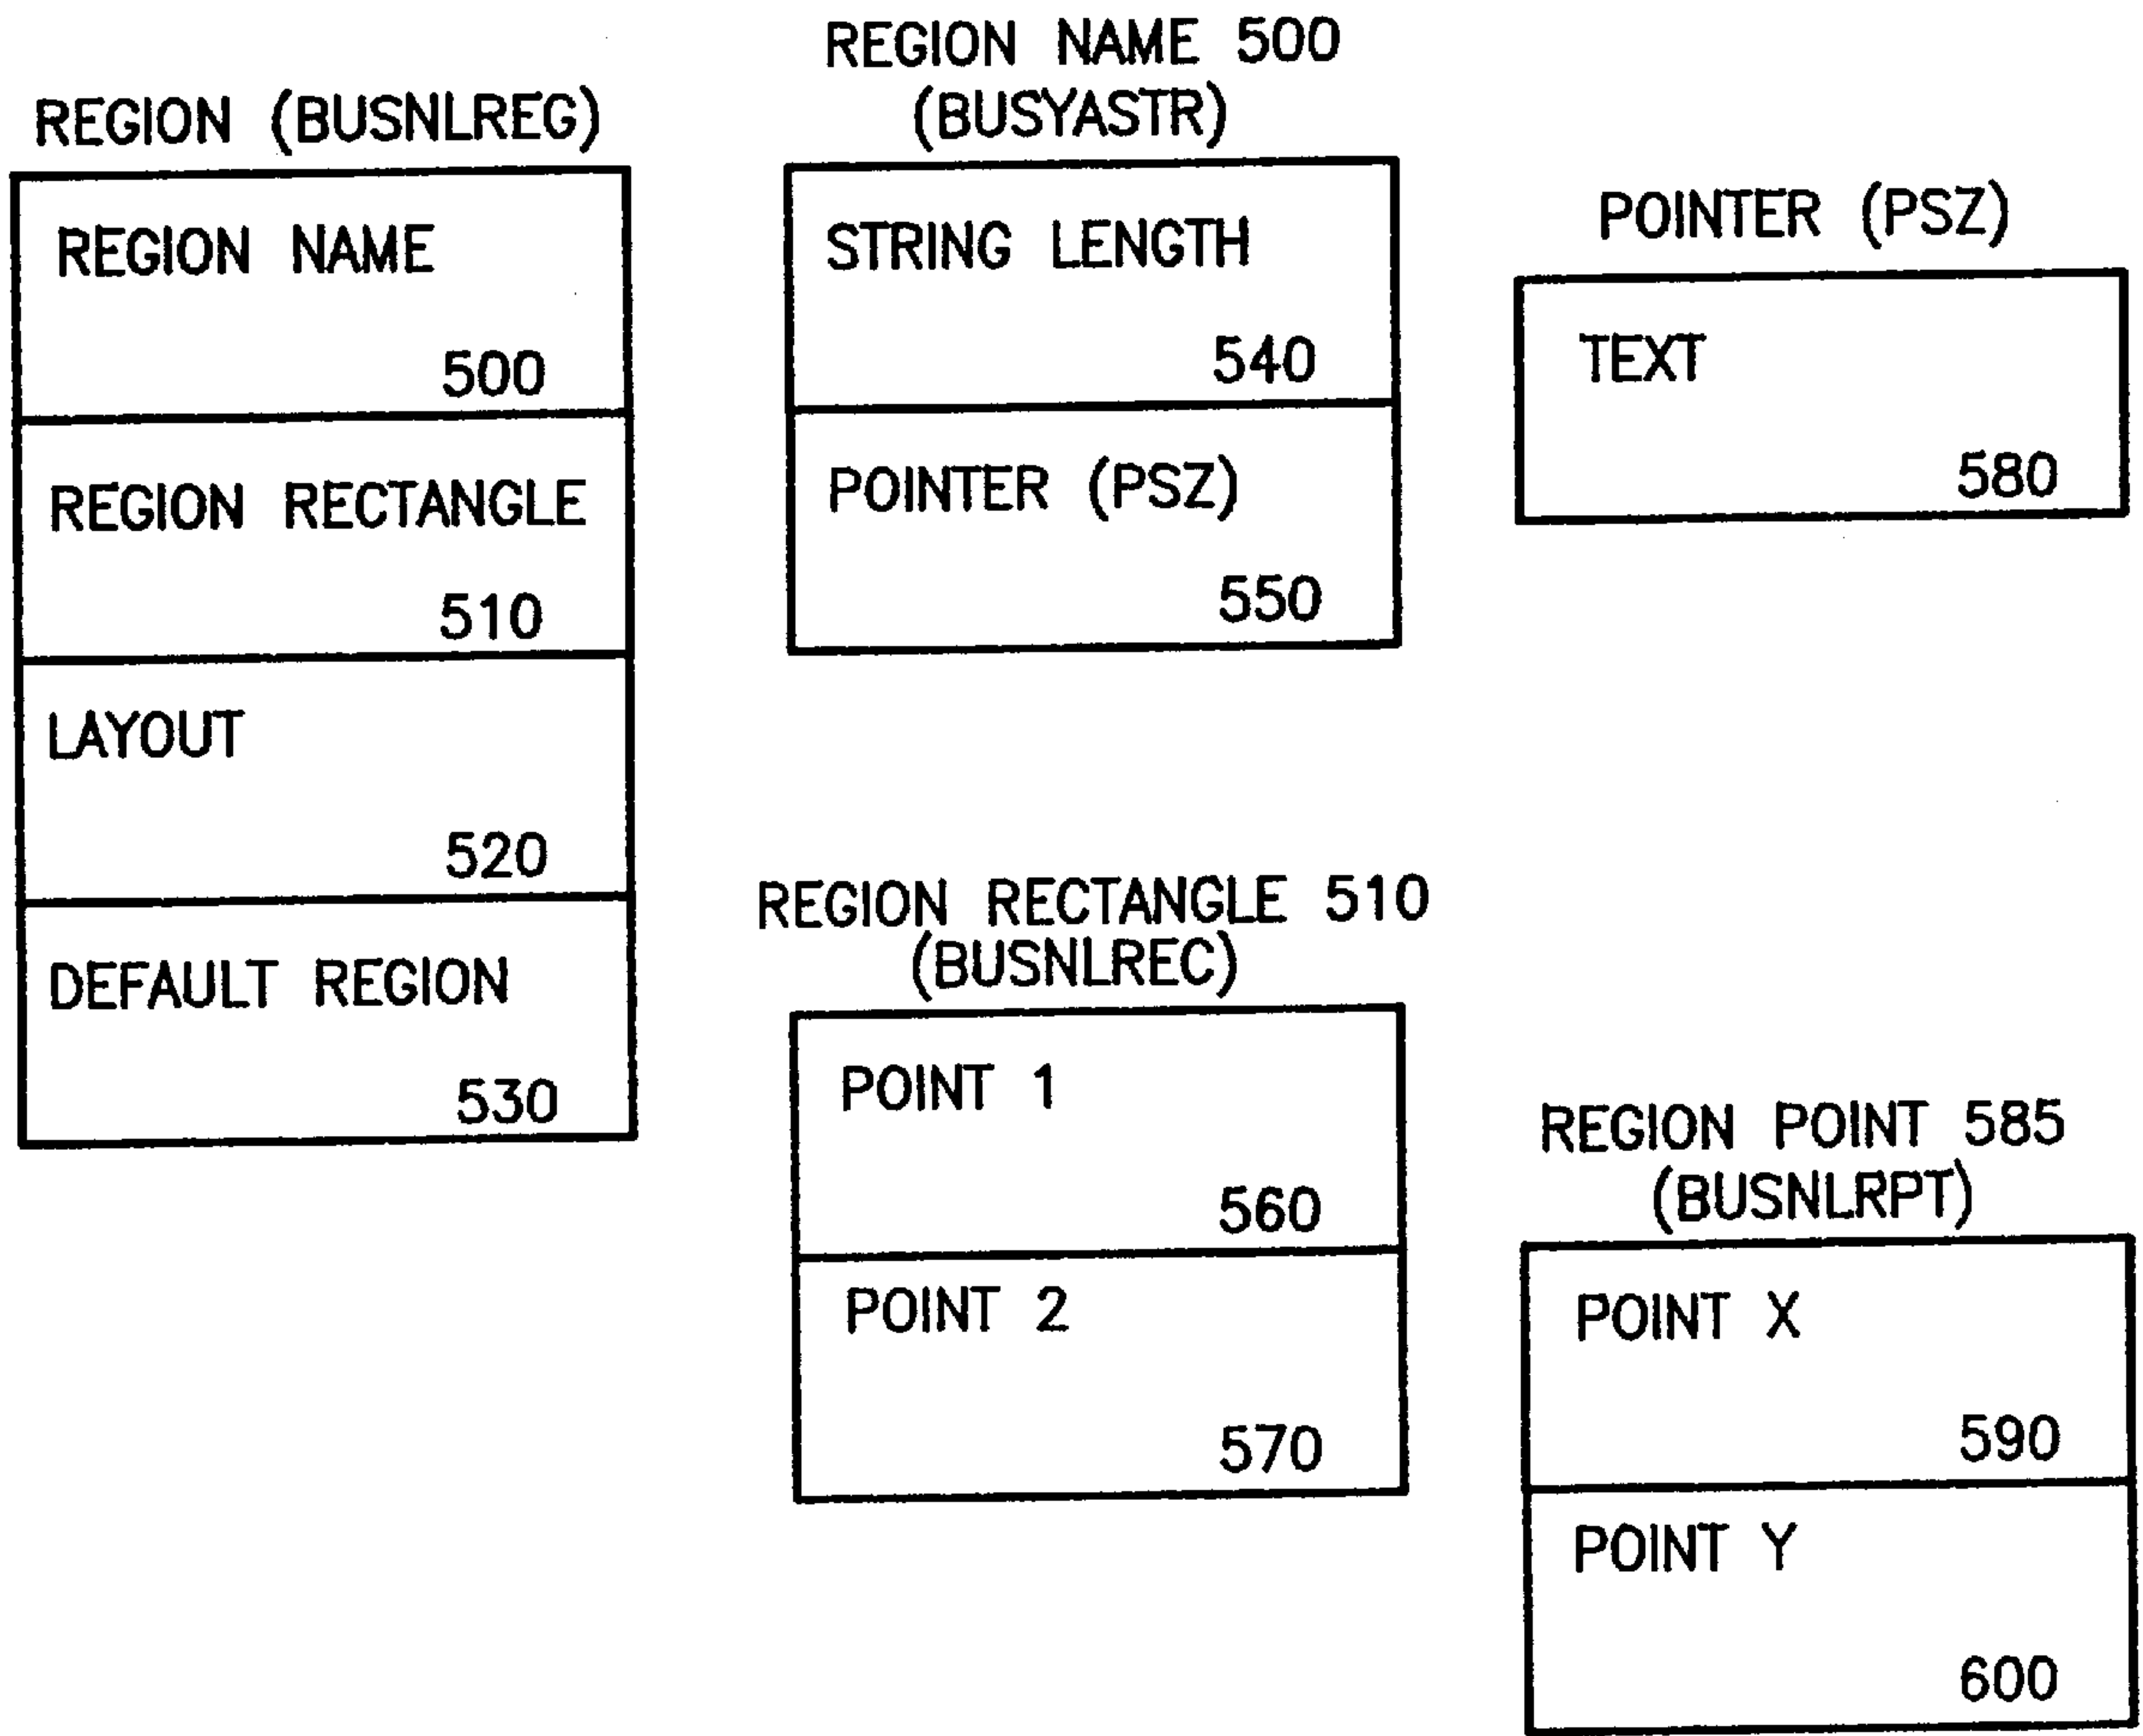 REGION (BUSNLREG)
REGION NAME
500
REGION RECTANGLE
510
LAYOUT
520
DEFAULT REGION
530
REGION NAME 500
(BUSYASTR)
STRING LENGTH
540
POINTER (PSZ)
550
POINTER (PSZ)
TEXT
580
REGION RECTANGLE 510
(BUSNLREC)
POINT 1
560
POINT 2
570
REGION POINT 585
(BUSNLRPT)
POINT X
590
POINT Y
600